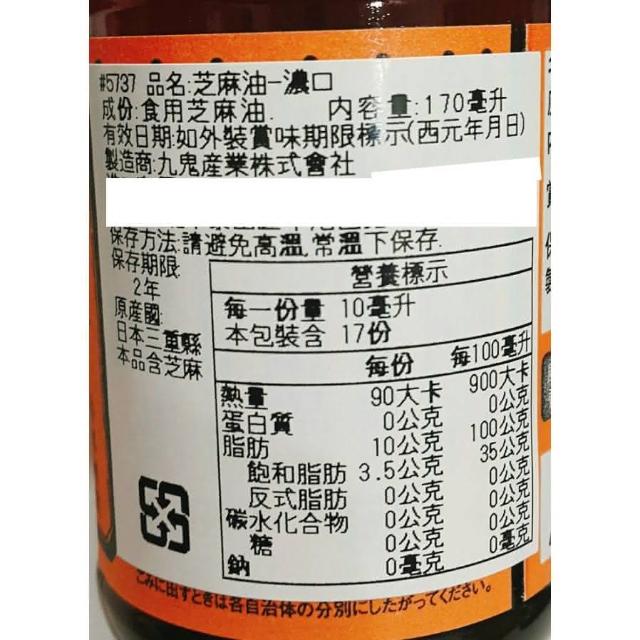 #5737 品名:芝麻油-濃口
成份:食用芝麻油. 內容量:170毫升
有效日期:如外裝賞味期限標示(西元年月日)
製造商:九鬼産業株式會社
保存方法:請避免高溫,常溫下保存.
保存期限:
2年
原産國:
日本三重縣
本品含芝麻
營養標示
每一份量 10毫升
本包裝含 17份
每份 每100毫升
熱量 90大卡 900大卡
蛋白質 0公克 0公克
脂肪 10公克 100公克
飽和脂肪 3.5公克 35公克
反式脂肪 0公克 0公克
碳水化合物 0公克 0公克
糖 0公克 0公克
鈉 0毫克 0毫克
ごみに出すときは各自治体の分別にしたがってください。